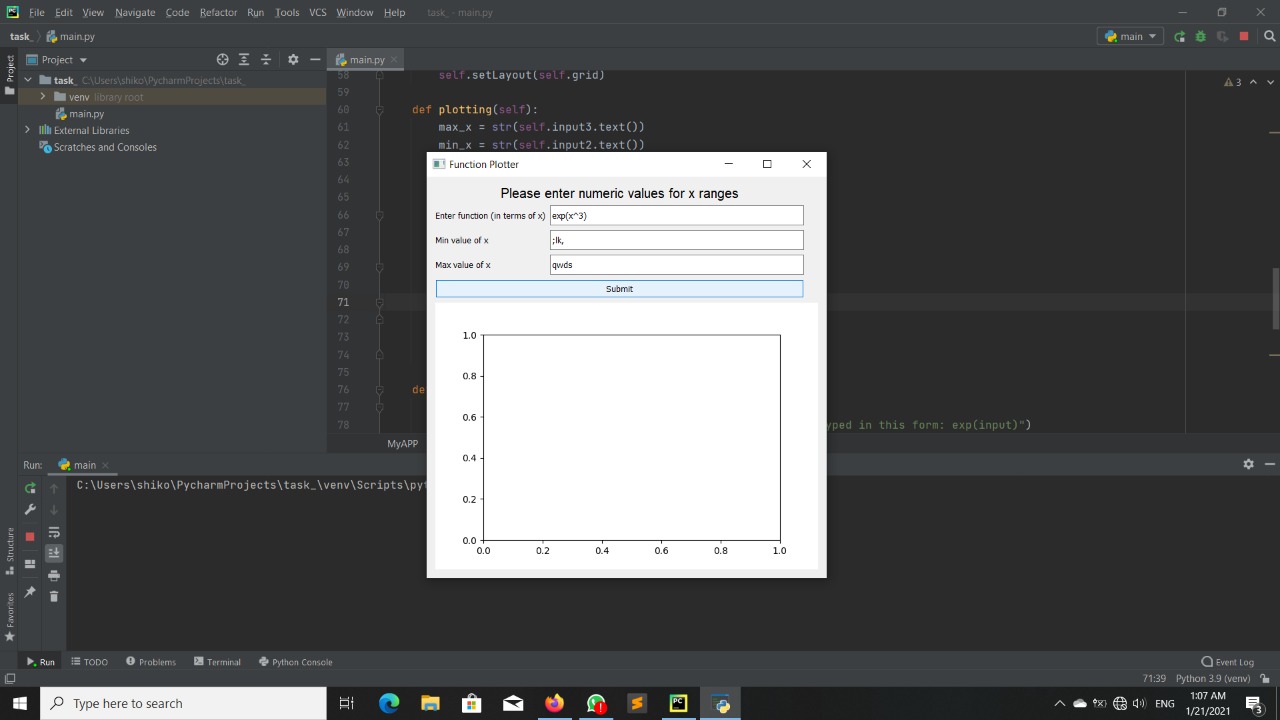 PC File Edit View Navigate Code Refactor Run Tools VCS Window Help task_ - main.py
task_ main.py main
Project main.py
58 self.setLayout(self.grid)
3
task_ C:\Users\shiko\PycharmProjects\task_
59
venv library root
60 def plotting(self):
main.py
61 max_x = str(self.input3.text())
External Libraries
62 min_x = str(self.input2.text())
Scratches and Consoles
63
64
65
66
67
68
69
70
71
72
73
74
75
76 de
77
78 yped in this form: exp(input)")
MyAPP
Project
Function Plotter
Please enter numeric values for x ranges
Enter function (in terms of x) exp(x^3)
Min value of x ;lk,
Max value of x qwds
Submit
1.0
0.8
0.6
0.4
0.2
0.0
0.0 0.2 0.4 0.6 0.8 1.0
Run: main
C:\Users\shiko\PycharmProjects\task_\venv\Scripts\pyt
Structure
Favorites
Run TODO Problems Terminal Python Console Event Log
71:39 Python 3.9 (venv)
Type here to search
PC
ENG
1:07 AM
1/21/2021
3